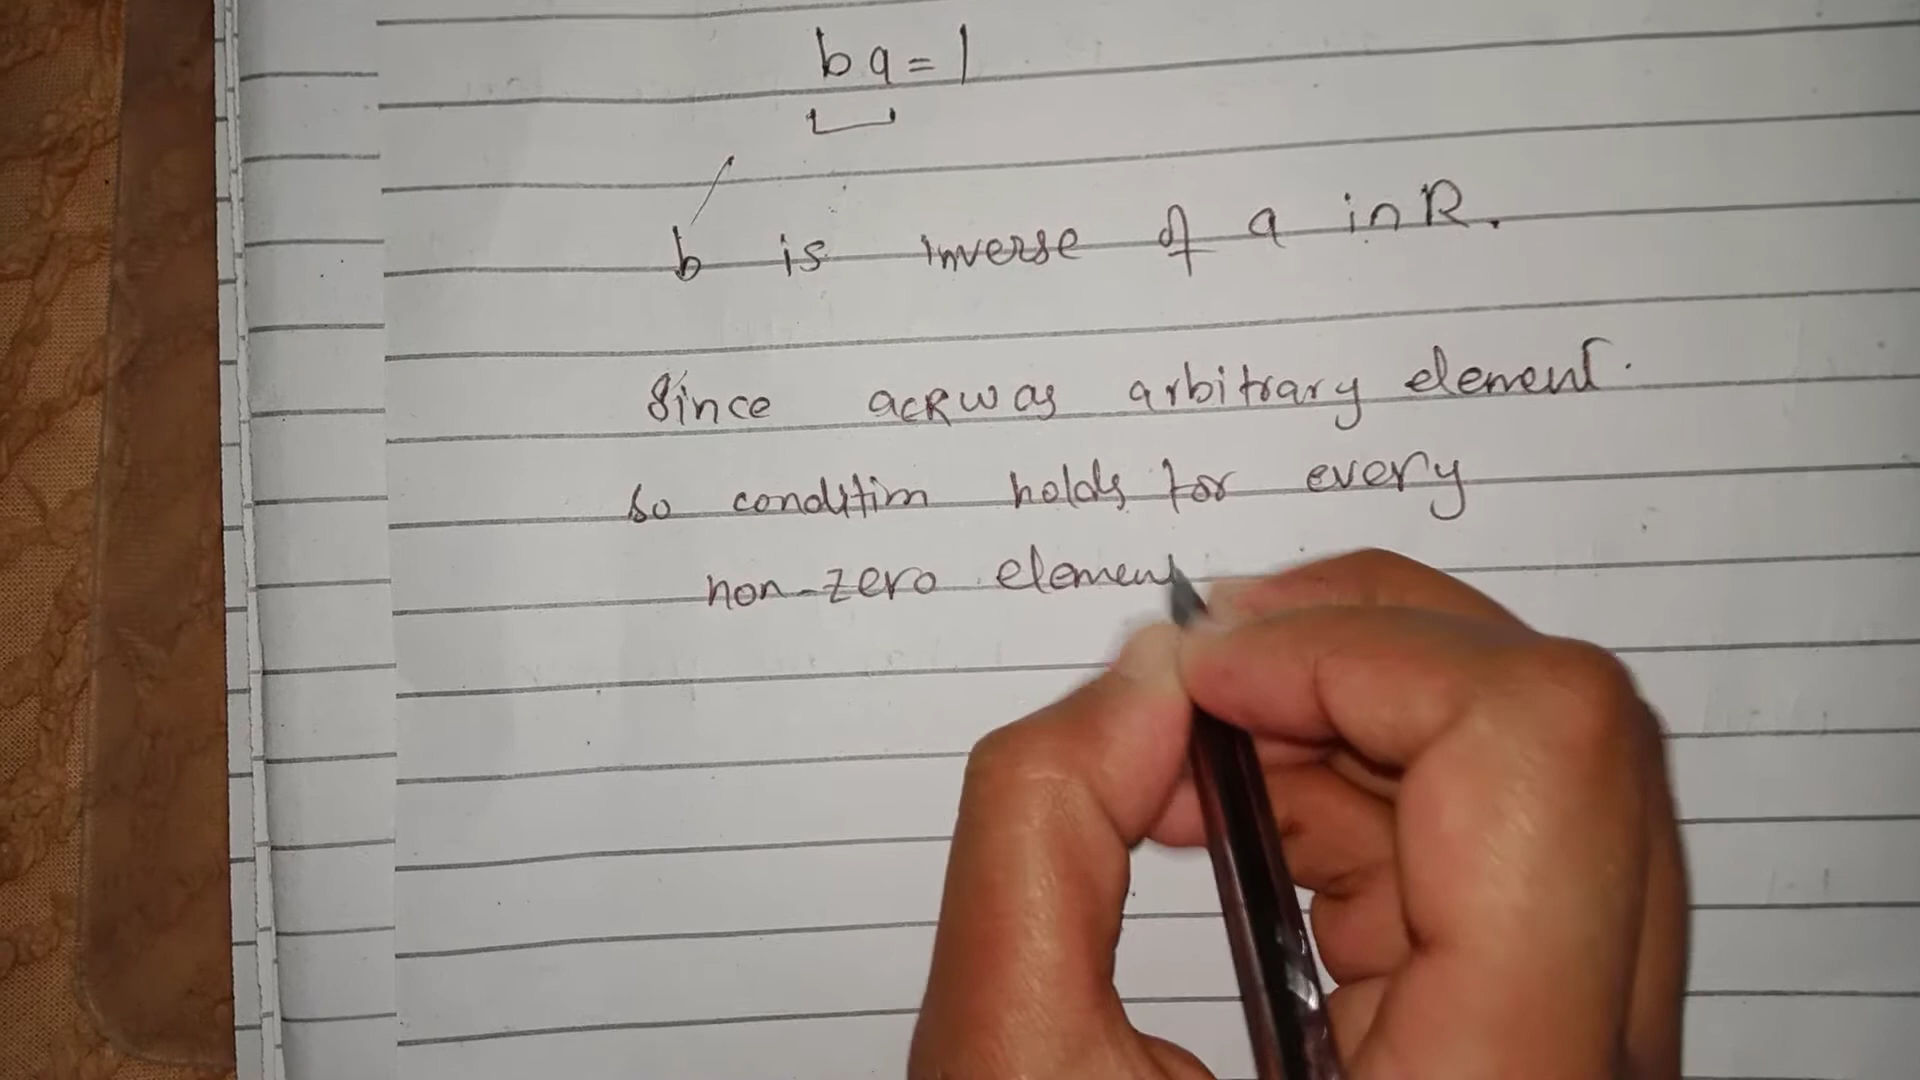 ba = 1
b is inverse of a in R.
Since a∈R was arbitrary element.
so condition holds for every
non-zero element